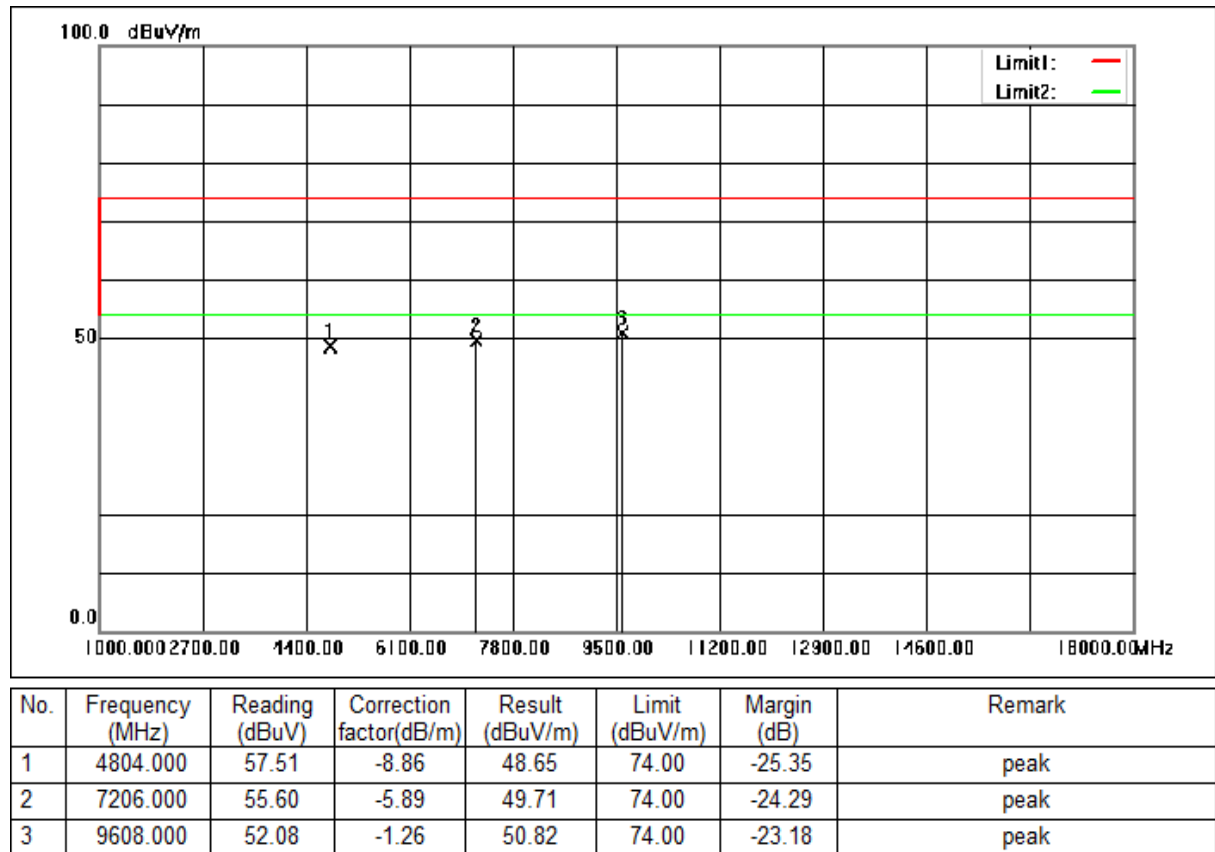 100.0 dBuV/m
Limit1:
Limit2:
50
1
2
3
0.0
1000.000 2700.00 4400.00 6100.00 7800.00 9500.00 11200.00 12900.00 14600.00 18000.00 MHz
No. Frequency (MHz) Reading (dBuV) Correction factor(dB/m) Result (dBuV/m) Limit (dBuV/m) Margin (dB) Remark
1 4804.000 57.51 -8.86 48.65 74.00 -25.35 peak
2 7206.000 55.60 -5.89 49.71 74.00 -24.29 peak
3 9608.000 52.08 -1.26 50.82 74.00 -23.18 peak